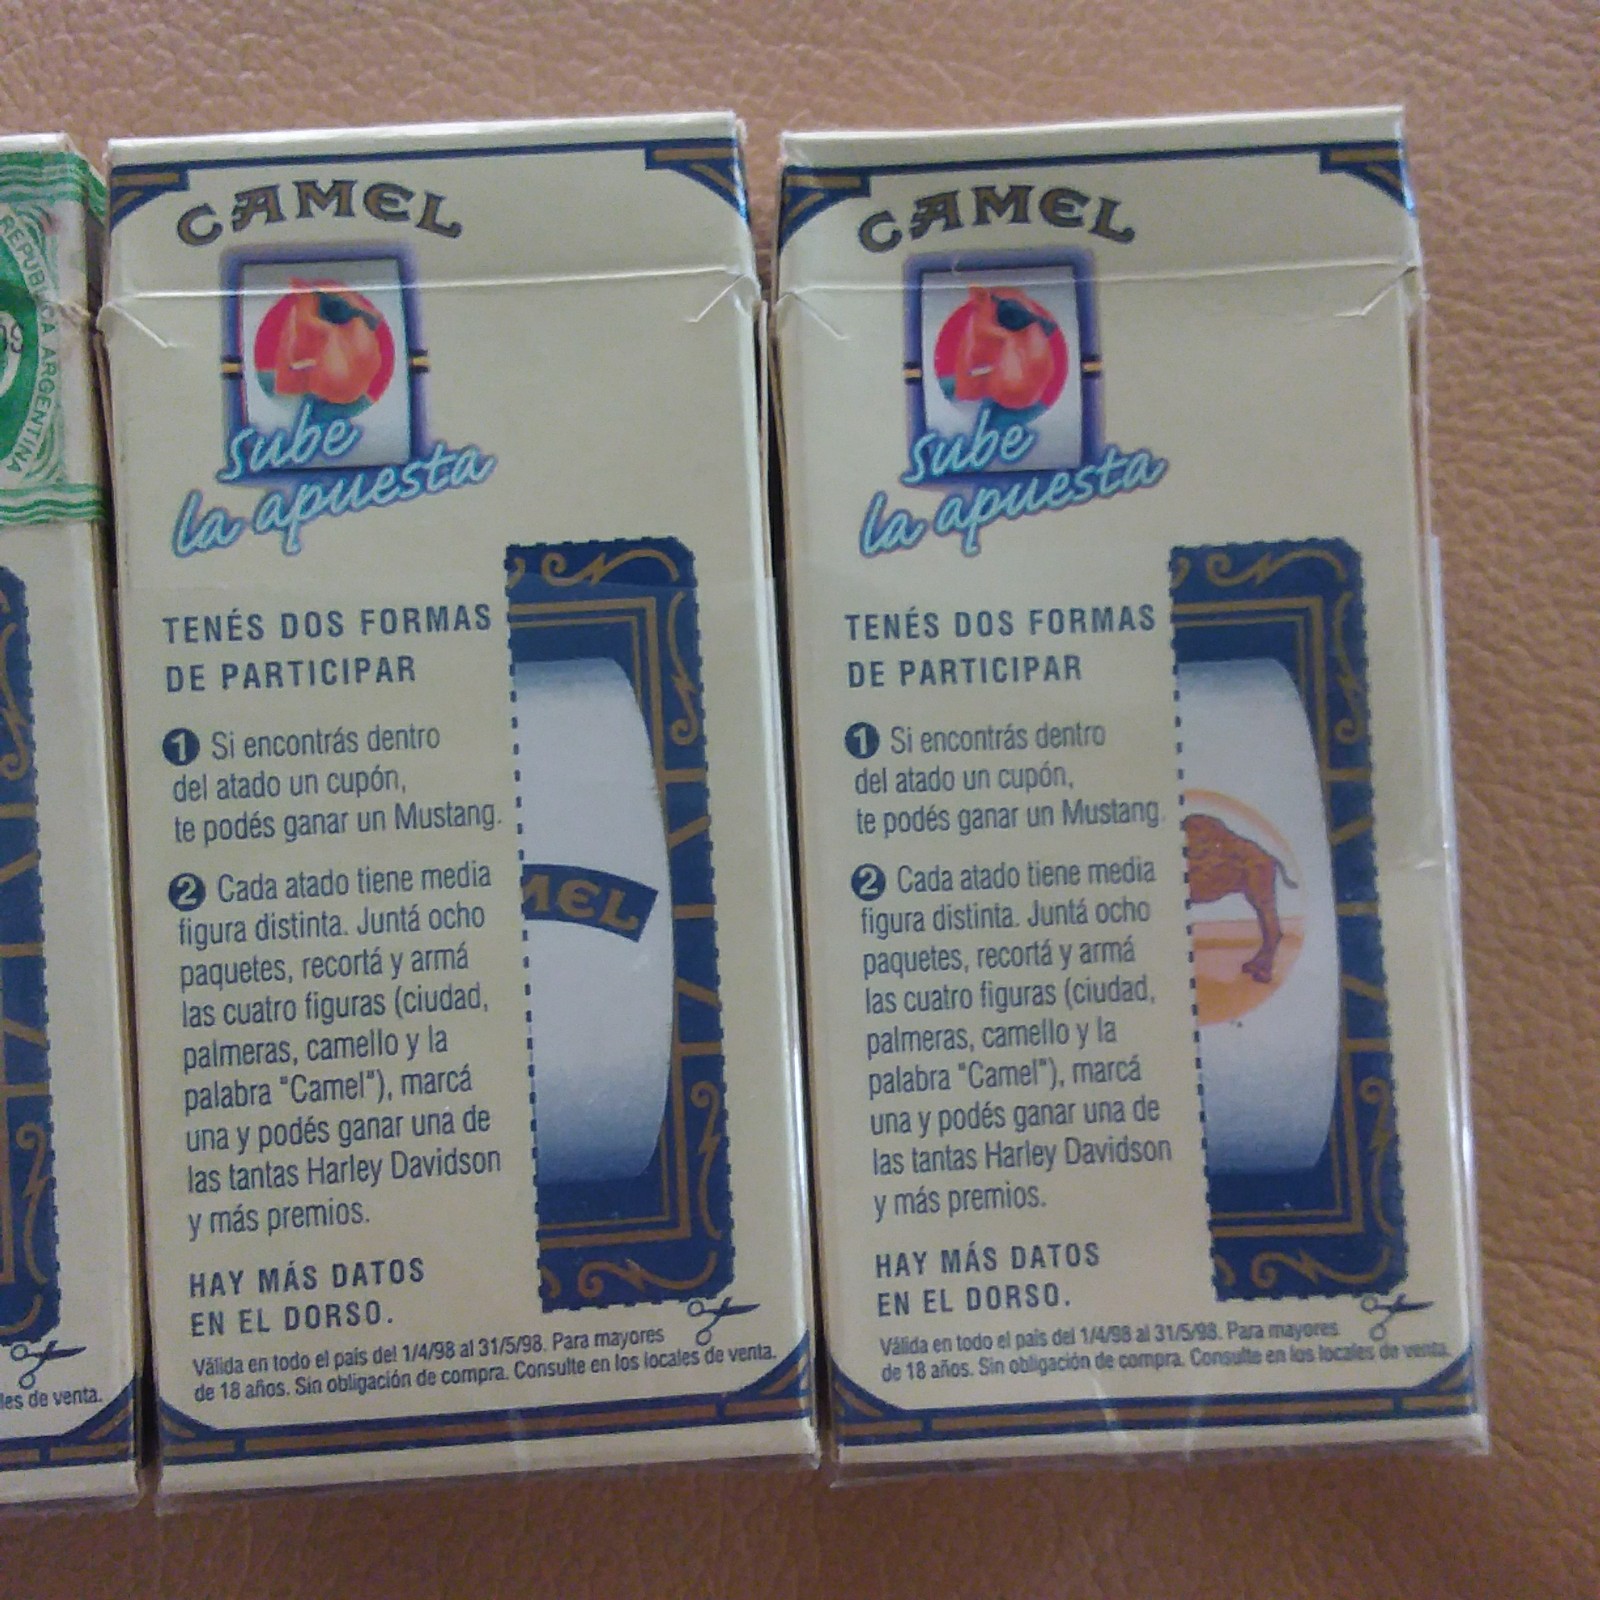 REPUBLICA ARGENTINA
les de venta.
CAMEL
sube
la apuesta
TENÉS DOS FORMAS
DE PARTICIPAR
1 Si encontrás dentro
del atado un cupón,
te podés ganar un Mustang.
2 Cada atado tiene media
figura distinta. Juntá ocho
paquetes, recortá y armá
las cuatro figuras (ciudad,
palmeras, camello y la
palabra "Camel"), marcá
una y podés ganar una de
las tantas Harley Davidson
y más premios.
HAY MÁS DATOS
EN EL DORSO.
Válida en todo el país del 1/4/98 al 31/5/98. Para mayores
de 18 años. Sin obligación de compra. Consulte en los locales de venta.
MEL
CAMEL
sube
la apuesta
TENÉS DOS FORMAS
DE PARTICIPAR
1 Si encontrás dentro
del atado un cupón,
te podés ganar un Mustang.
2 Cada atado tiene media
figura distinta. Juntá ocho
paquetes, recortá y armá
las cuatro figuras (ciudad,
palmeras, camello y la
palabra "Camel"), marcá
una y podés ganar una de
las tantas Harley Davidson
y más premios.
HAY MÁS DATOS
EN EL DORSO.
Válida en todo el país del 1/4/98 al 31/5/98. Para mayores
de 18 años. Sin obligación de compra. Consulte en los locales de venta.